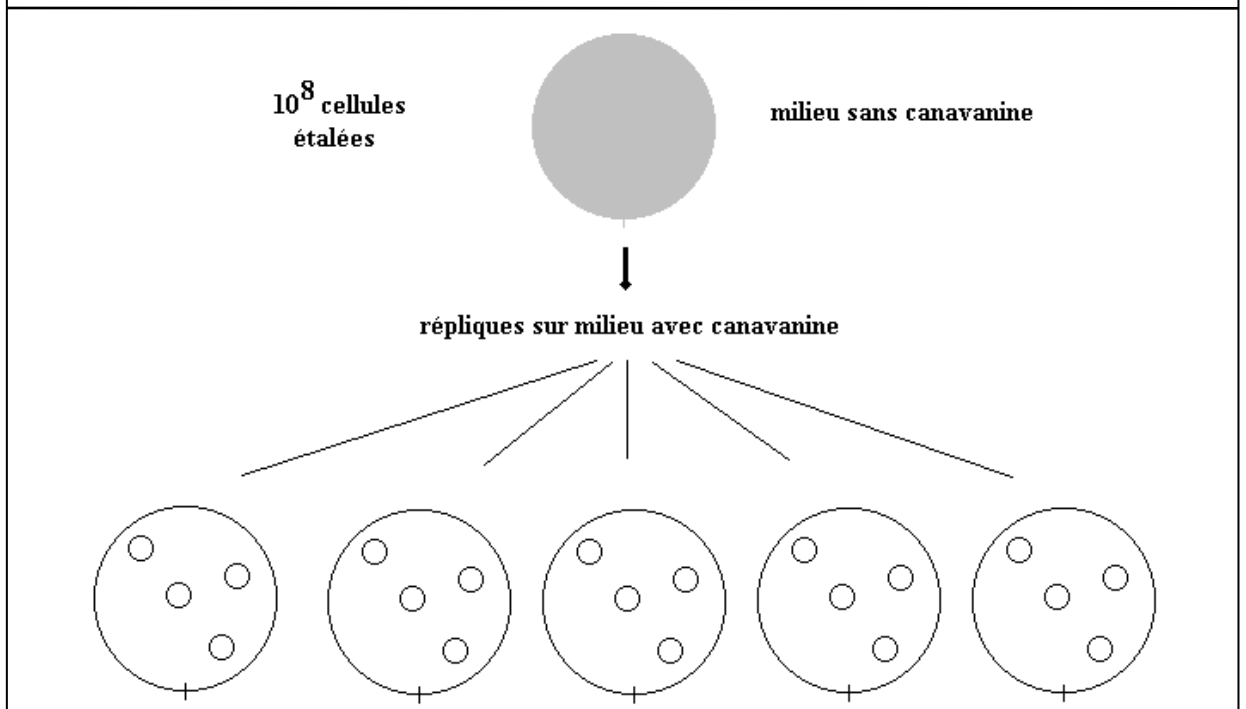 10⁸ cellules
étalées
milieu sans canavanine
répliques sur milieu avec canavanine